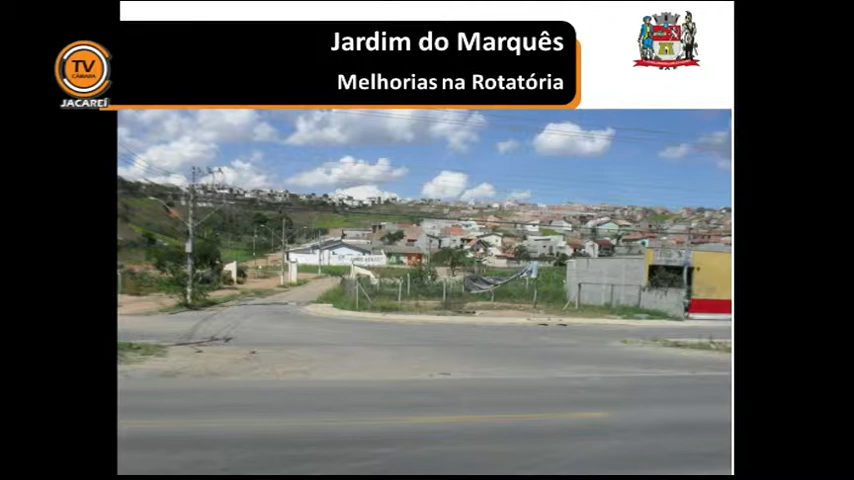 Jardim do Marquês
TV
CÂMARA
JACAREÍ
Melhorias na Rotatória